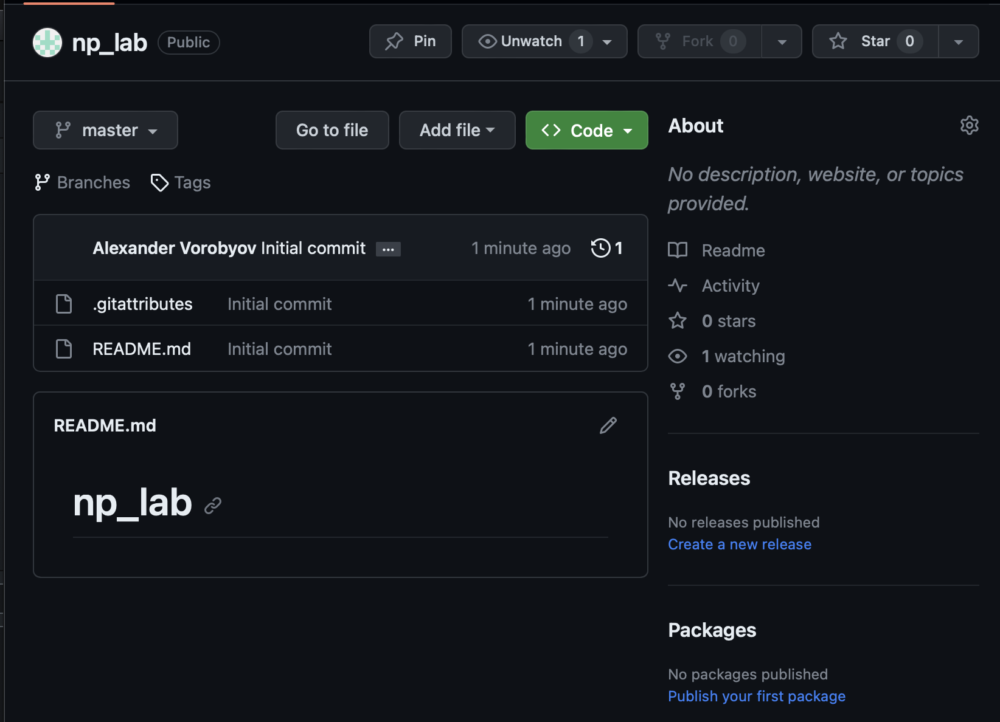 np_lab Public Pin Unwatch 1 Fork 0 Star 0
master Go to file Add file Code
Branches Tags
Alexander Vorobyov Initial commit ... 1 minute ago 1
.gitattributes Initial commit 1 minute ago
README.md Initial commit 1 minute ago
README.md
np_lab
About
No description, website, or topics
provided.
Readme
Activity
0 stars
1 watching
0 forks
Releases
No releases published
Create a new release
Packages
No packages published
Publish your first package